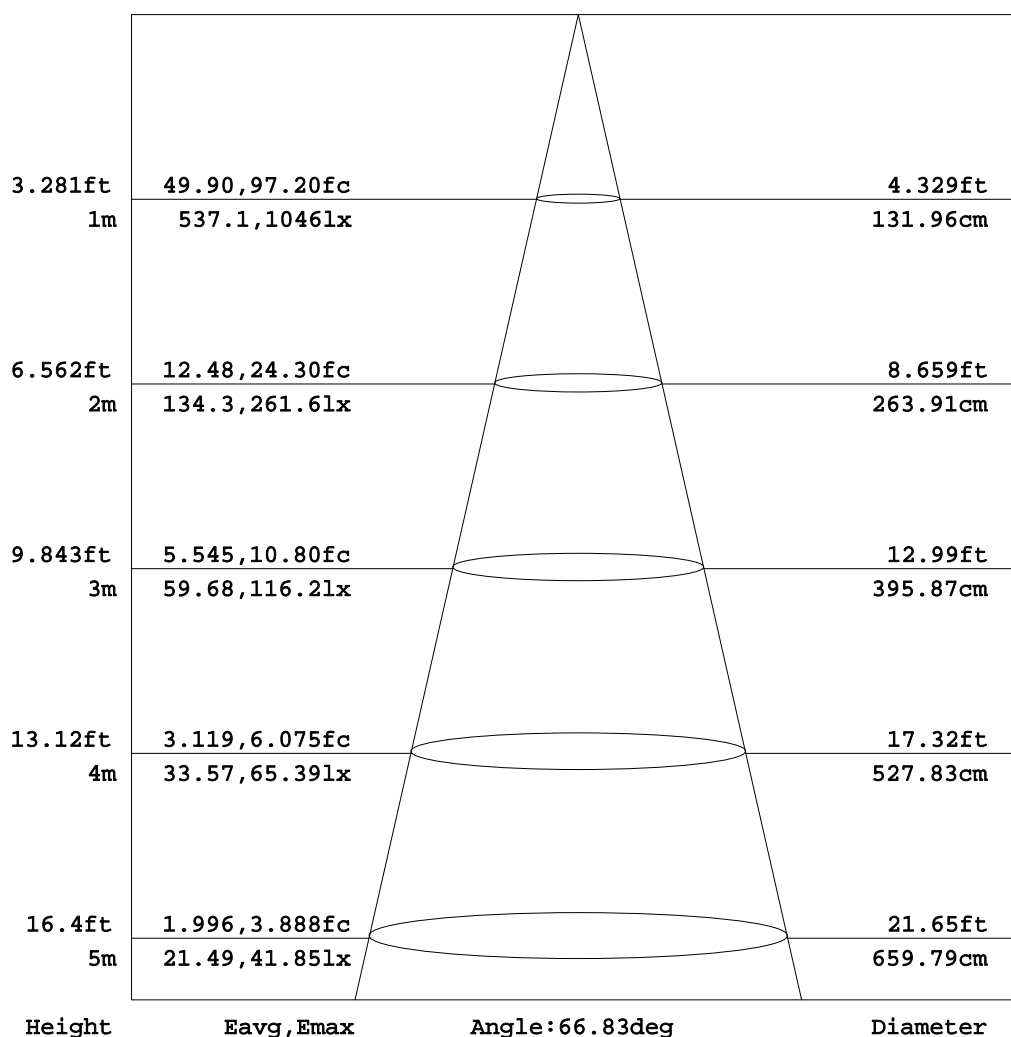 3.281ft 49.90,97.20fc 4.329ft
1m 537.1,1046lx 131.96cm
6.562ft 12.48,24.30fc 8.659ft
2m 134.3,261.6lx 263.91cm
9.843ft 5.545,10.80fc 12.99ft
3m 59.68,116.2lx 395.87cm
13.12ft 3.119,6.075fc 17.32ft
4m 33.57,65.39lx 527.83cm
16.4ft 1.996,3.888fc 21.65ft
5m 21.49,41.85lx 659.79cm
Height Eavg,Emax Angle:66.83deg Diameter